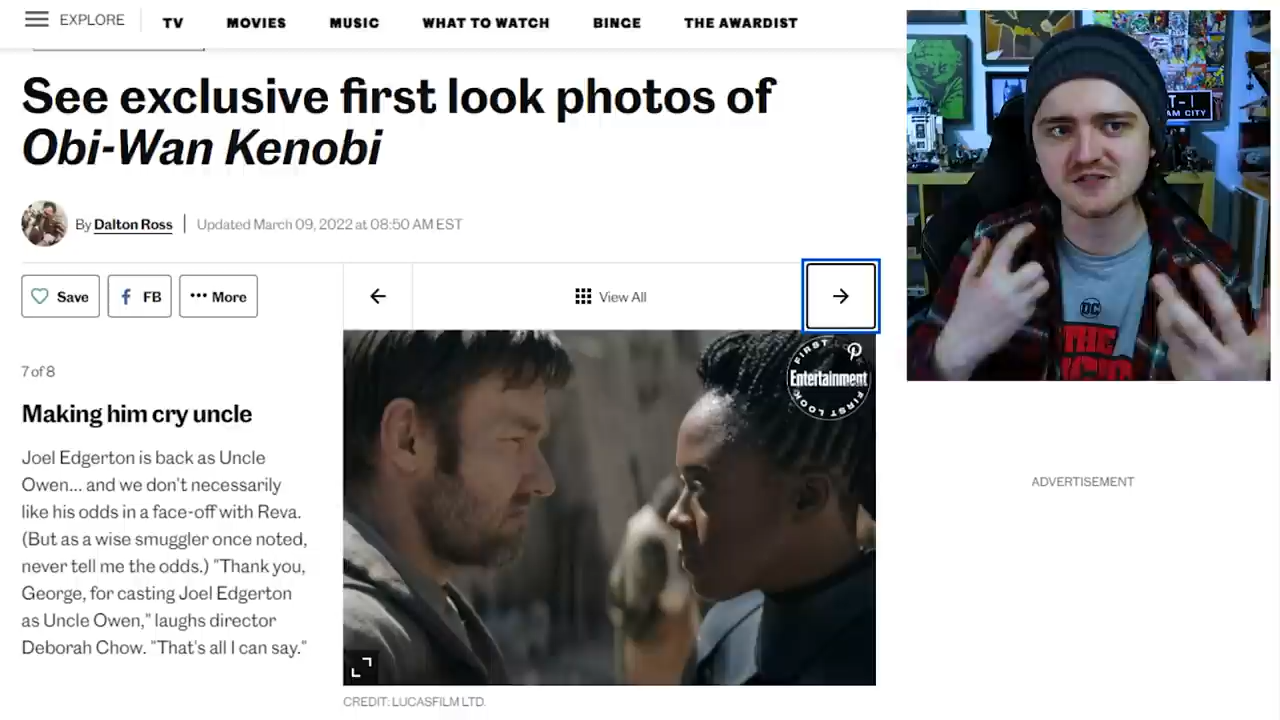 EXPLORE
TV
MOVIES
MUSIC
WHAT TO WATCH
BINGE
THE AWARDIST
See exclusive first look photos of
Obi-Wan Kenobi
By Dalton Ross
Updated March 09, 2022 at 08:50 AM EST
Save
FB
••• More
View All
7 of 8
Making him cry uncle
Joel Edgerton is back as Uncle
Owen... and we don't necessarily
like his odds in a face-off with Reva.
(But as a wise smuggler once noted,
never tell me the odds.) "Thank you,
George, for casting Joel Edgerton
as Uncle Owen," laughs director
Deborah Chow. "That's all I can say."
FIRST LOOK
Entertainment
FIRST LOOK
CREDIT: LUCASFILM LTD.
DC
THE
ADVERTISEMENT